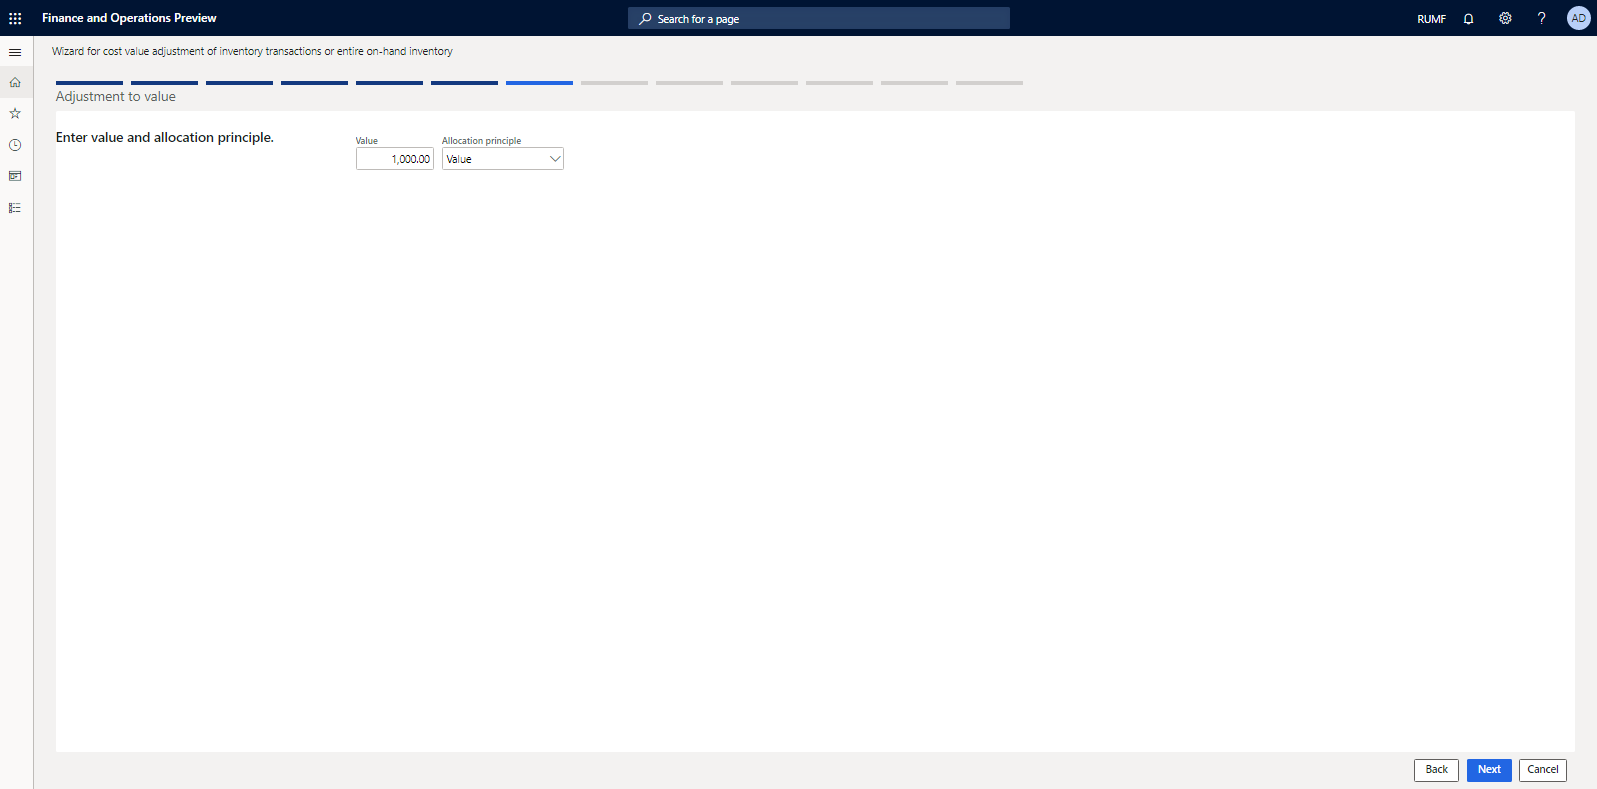 Finance and Operations Preview
Search for a page
RUMF
?
AD
Wizard for cost value adjustment of inventory transactions or entire on-hand inventory
Adjustment to value
Enter value and allocation principle.
Value
Allocation principle
1,000.00
Value
Back
Next
Cancel